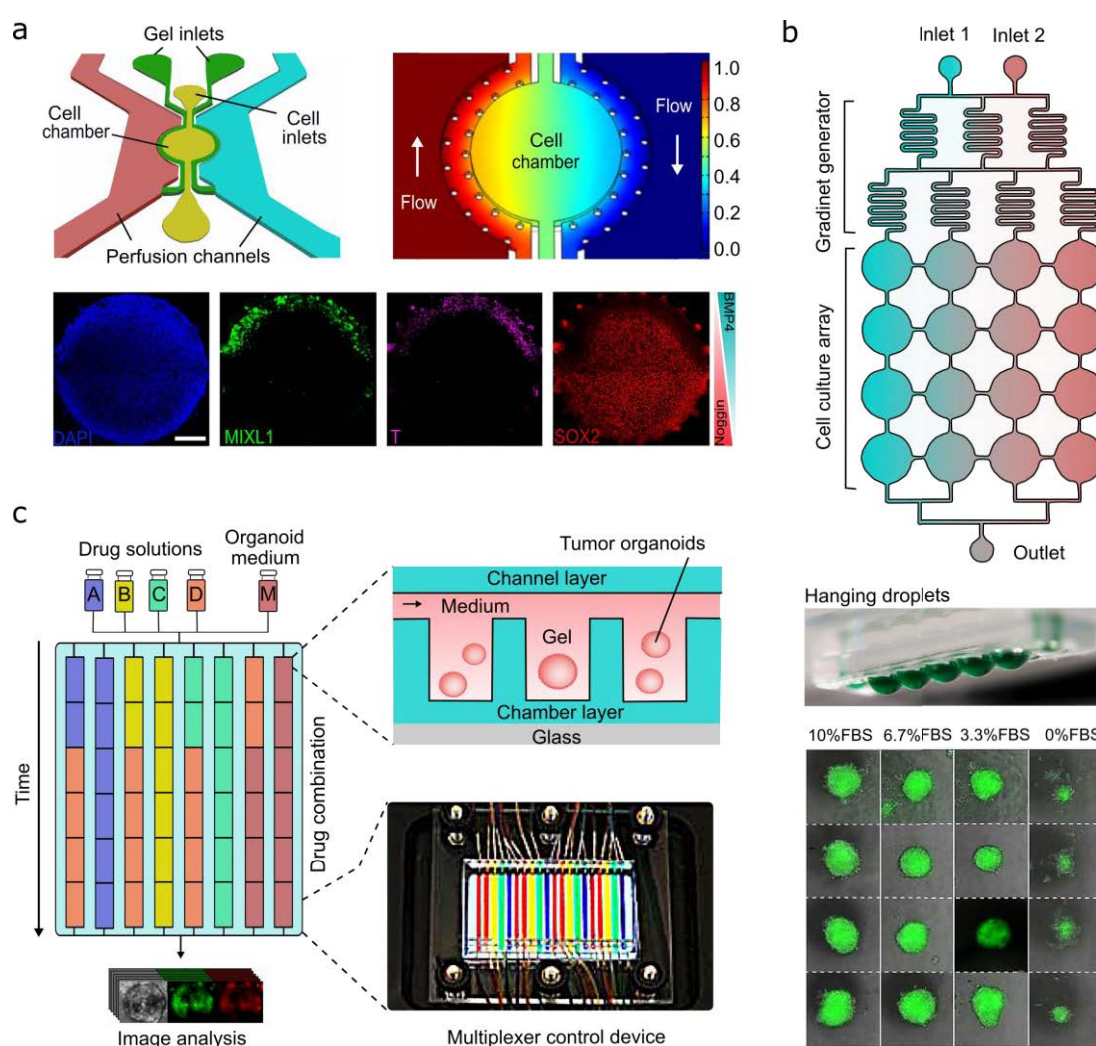 a
Gel inlets
Cell
chamber
Cell
inlets
Perfusion channels
Flow
Cell
chamber
Flow
1.0
0.8
0.6
0.4
0.2
0.0
DAPI
MIXL1
T
SOX2
Noggin
BMP4
b
Inlet 1 Inlet 2
Gradinet generator
Cell culture array
Outlet
Hanging droplets
10%FBS 6.7%FBS 3.3%FBS 0%FBS
c
Drug solutions
Organoid
medium
A B C D M
Time
Drug combination
Image analysis
Tumor organoids
Channel layer
Medium
Gel
Chamber layer
Glass
Multiplexer control device